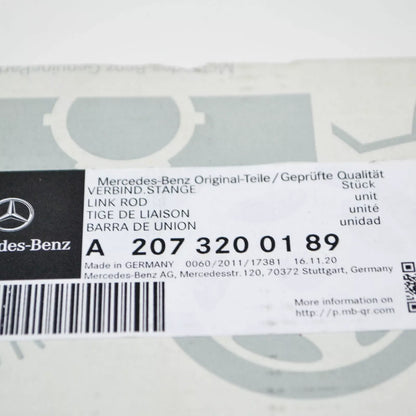 Mercedes-Benz Original-Teile/Geprüfte Qualität
VERBIND.STANGE Stück
LINK ROD unit
TIGE DE LIAISON unité
BARRA DE UNION unidad
des-Benz
A 207 320 01 89
Made in GERMANY 0060/2011/17381 16.11.20
Mercedes-Benz AG, Mercedesstr.120, 70372 Stuttgart, Germany
More information on
http://p.mb-qr.com/